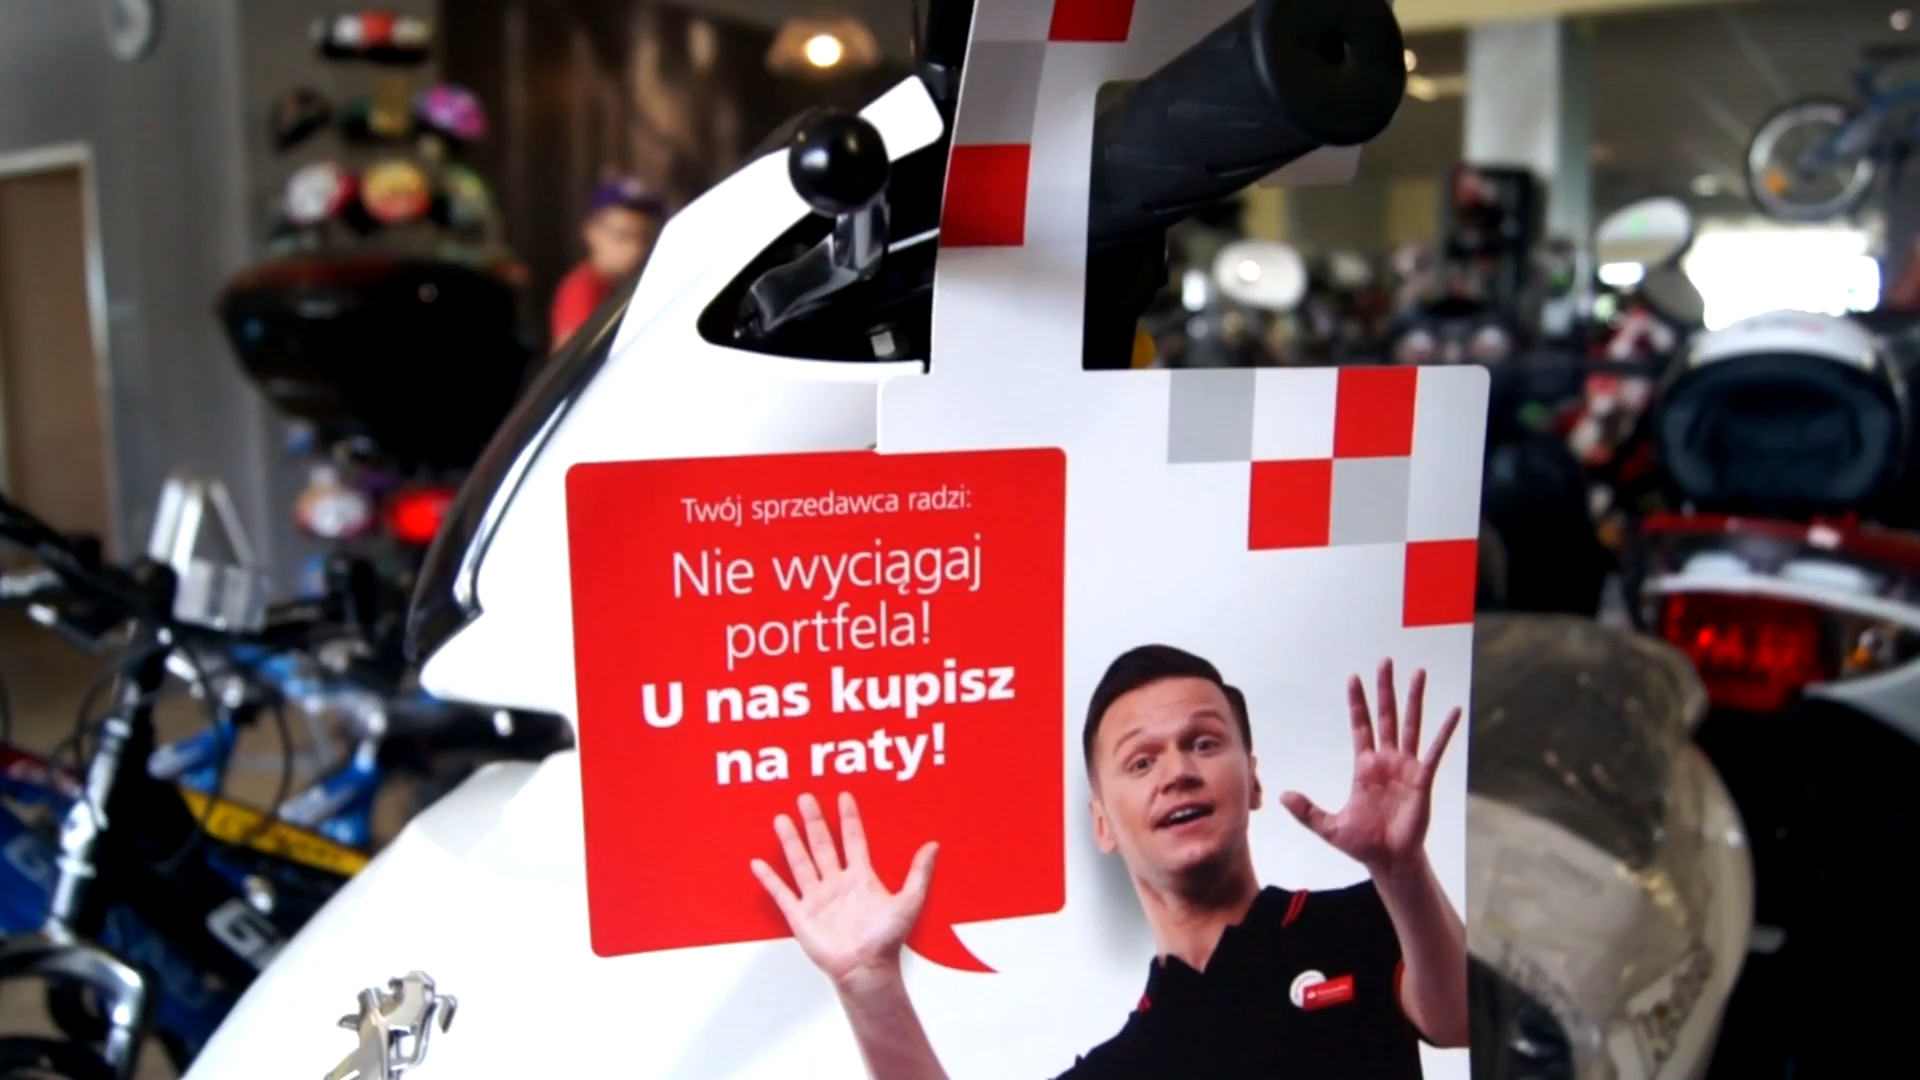 Twój sprzedawca radzi:
Nie wyciągaj
portfela!
U nas kupisz
na raty!